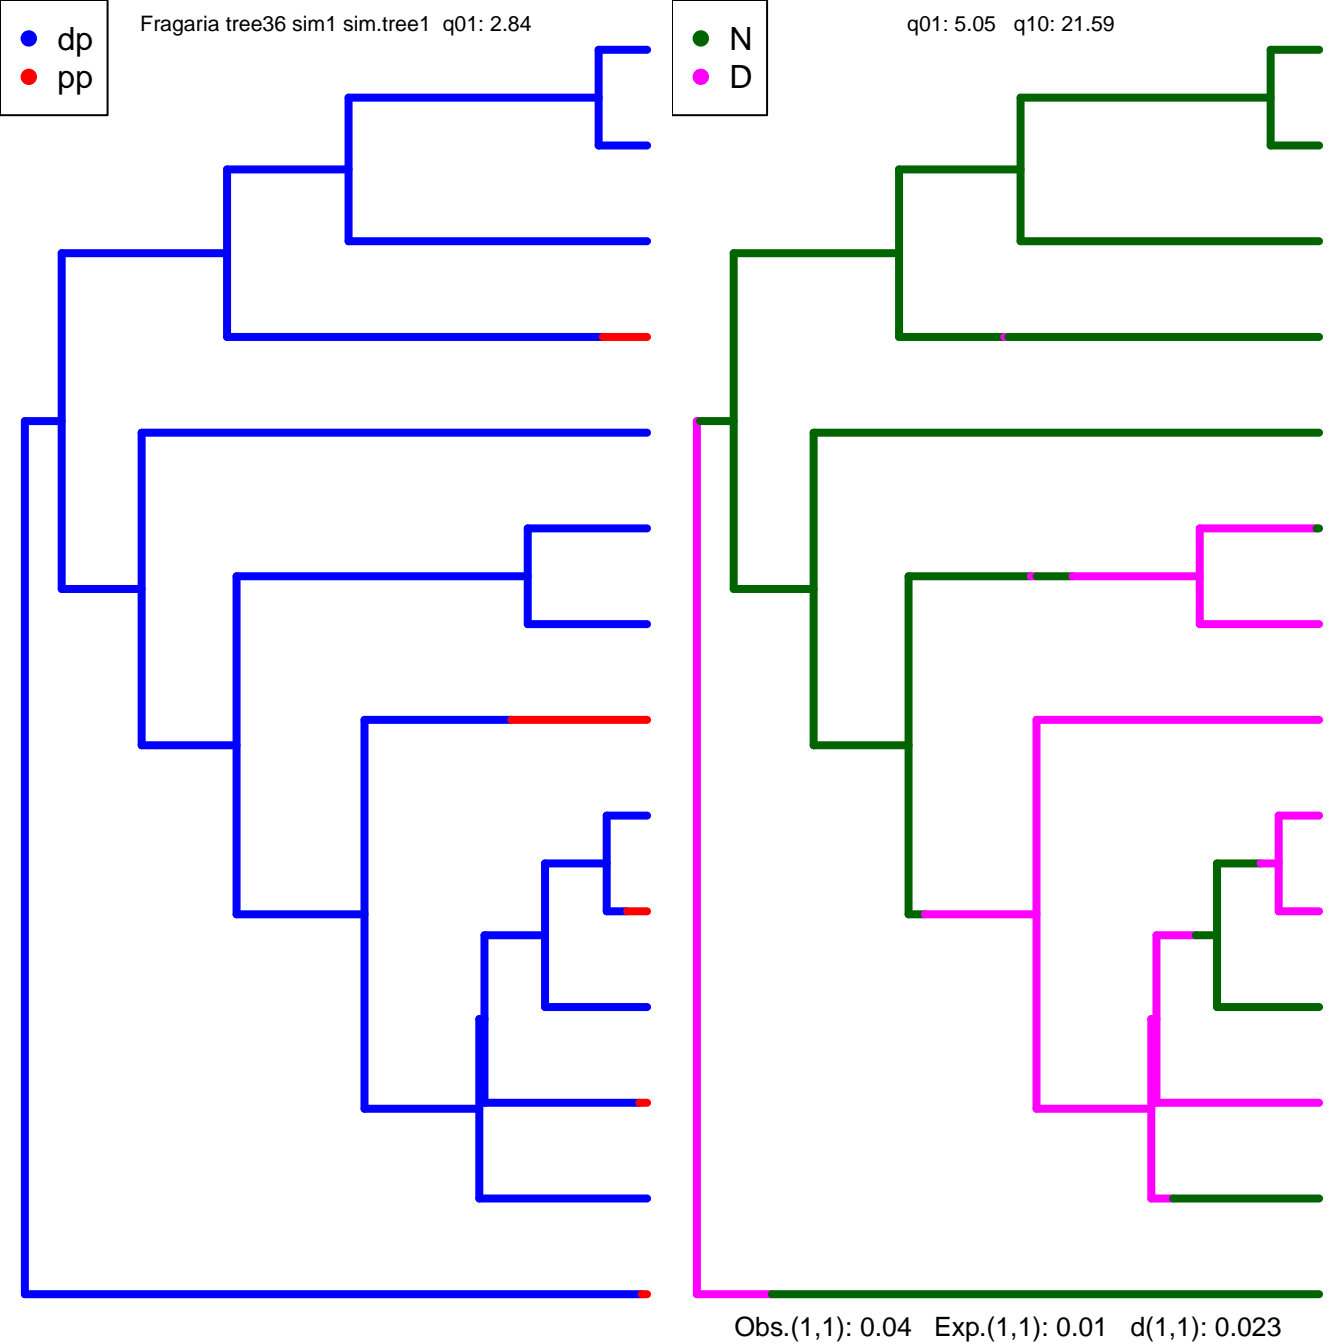 Fragaria tree36 sim1 sim.tree1  q01: 2.84
dp
pp
q01: 5.05   q10: 21.59
N
D
Obs.(1,1): 0.04   Exp.(1,1): 0.01   d(1,1): 0.023